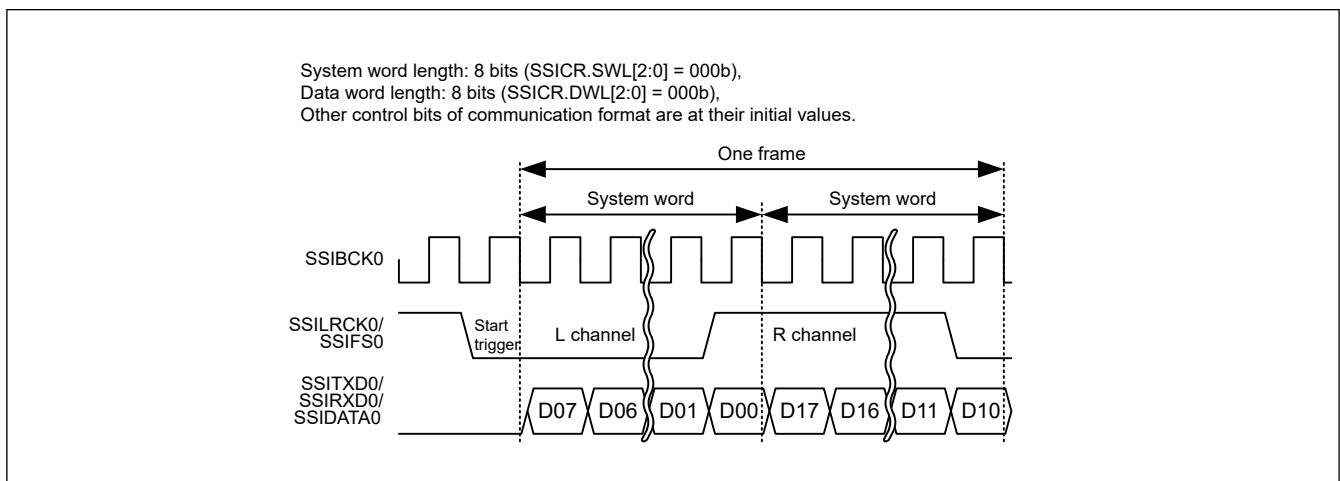 System word length: 8 bits (SSICR.SWL[2:0] = 000b),
Data word length: 8 bits (SSICR.DWL[2:0] = 000b),
Other control bits of communication format are at their initial values.
One frame
System word System word
SSIBCK0
SSILRCK0/
SSIFS0
Start
trigger
L channel R channel
SSITXD0/
SSIRXD0/
SSIDATA0
D07 D06 D01 D00 D17 D16 D11 D10